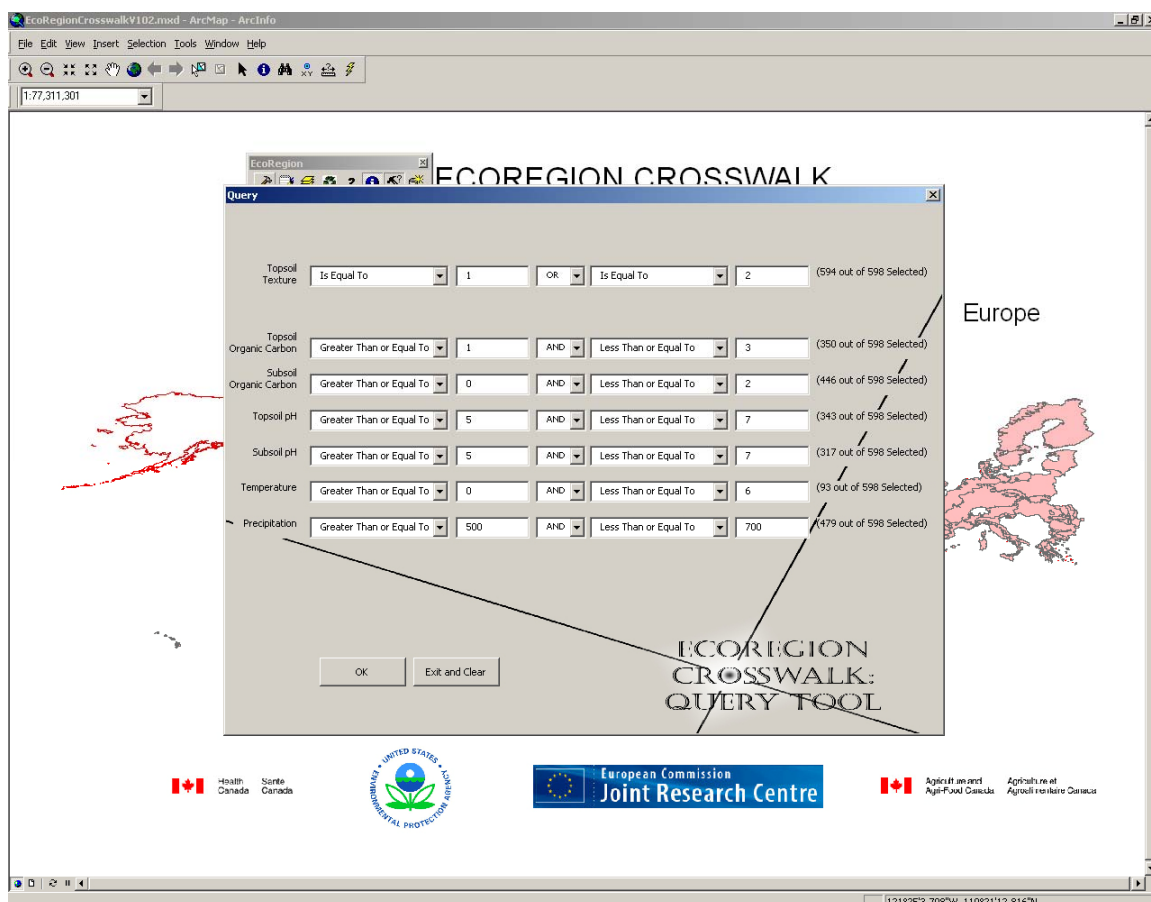 EcoRegionCrosswalkV102.mxd - ArcMap - ArcInfo
File Edit View Insert Selection Tools Window Help
1:77,311,301
EcoRegion
ECOREGION CROSSWALK
Query
Topsoil
Texture
Is Equal To 1 OR Is Equal To 2 (594 out of 598 Selected)
Europe
Topsoil
Organic Carbon
Greater Than or Equal To 1 AND Less Than or Equal To 3 (350 out of 598 Selected)
Subsoil
Organic Carbon
Greater Than or Equal To 0 AND Less Than or Equal To 2 (446 out of 598 Selected)
Topsoil pH Greater Than or Equal To 5 AND Less Than or Equal To 7 (343 out of 598 Selected)
Subsoil pH Greater Than or Equal To 5 AND Less Than or Equal To 7 (317 out of 598 Selected)
Temperature Greater Than or Equal To 0 AND Less Than or Equal To 6 (93 out of 598 Selected)
Precipitation Greater Than or Equal To 500 AND Less Than or Equal To 700 (479 out of 598 Selected)
OK Exit and Clear
ECOREGION
CROSSWALK:
QUERY TOOL
Health Canada
Sante Canada
UNITED STATES
ENVIRONMENTAL PROTECTION AGENCY
European Commission
Joint Research Centre
Agriculture and
Agri-Food Canada
Agriculture et
Agroalimentaire Canada